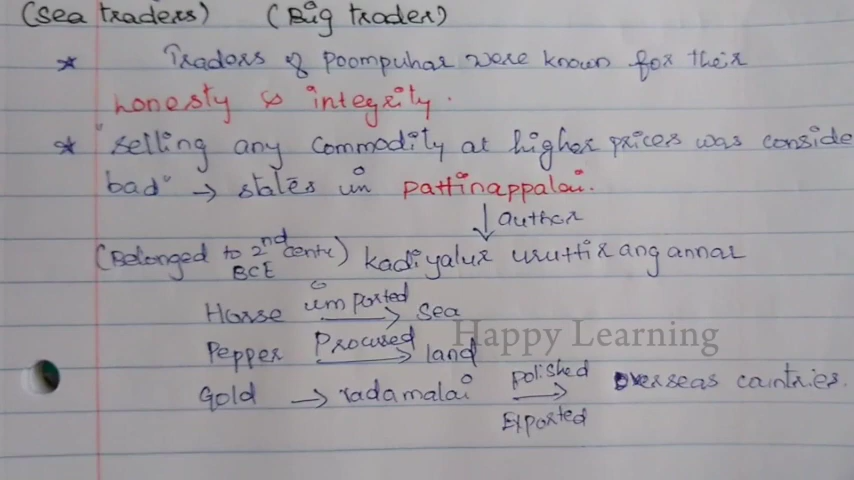 (Sea traders) (Big trader)
* Tradors of Poompuhar were known for their
honesty & integrity.
* "selling any commodity at higher prices was conside
bad" → states in pattinappalai.
↓ author
(Belonged to 2nd centu BCE) kadiyalur uruttirangannar
Horse imported → sea
Happy Learning
Pepper Procured → land
Gold → vadamalai polished → overseas cauntries.
Exported